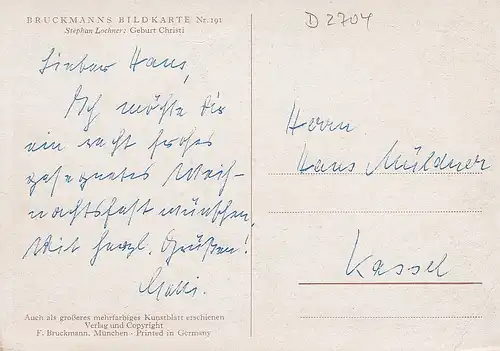 BRUCKMANNS BILDKARTE Nr. 191
Stephan Lochner: Geburt Christi
D 2704
Lieber Hans,
Ich möchte Dir
ein recht frohes
gesegnetes Weih-
nachtsfest wünschen.
Mit herzl. Grüßen!
Herrn
Hans Müldner
Kassel
Auch als großeres mehrfarbiges Kunstblatt erschienen
Verlag und Copyright
F. Bruckmann, München - Printed in Germany